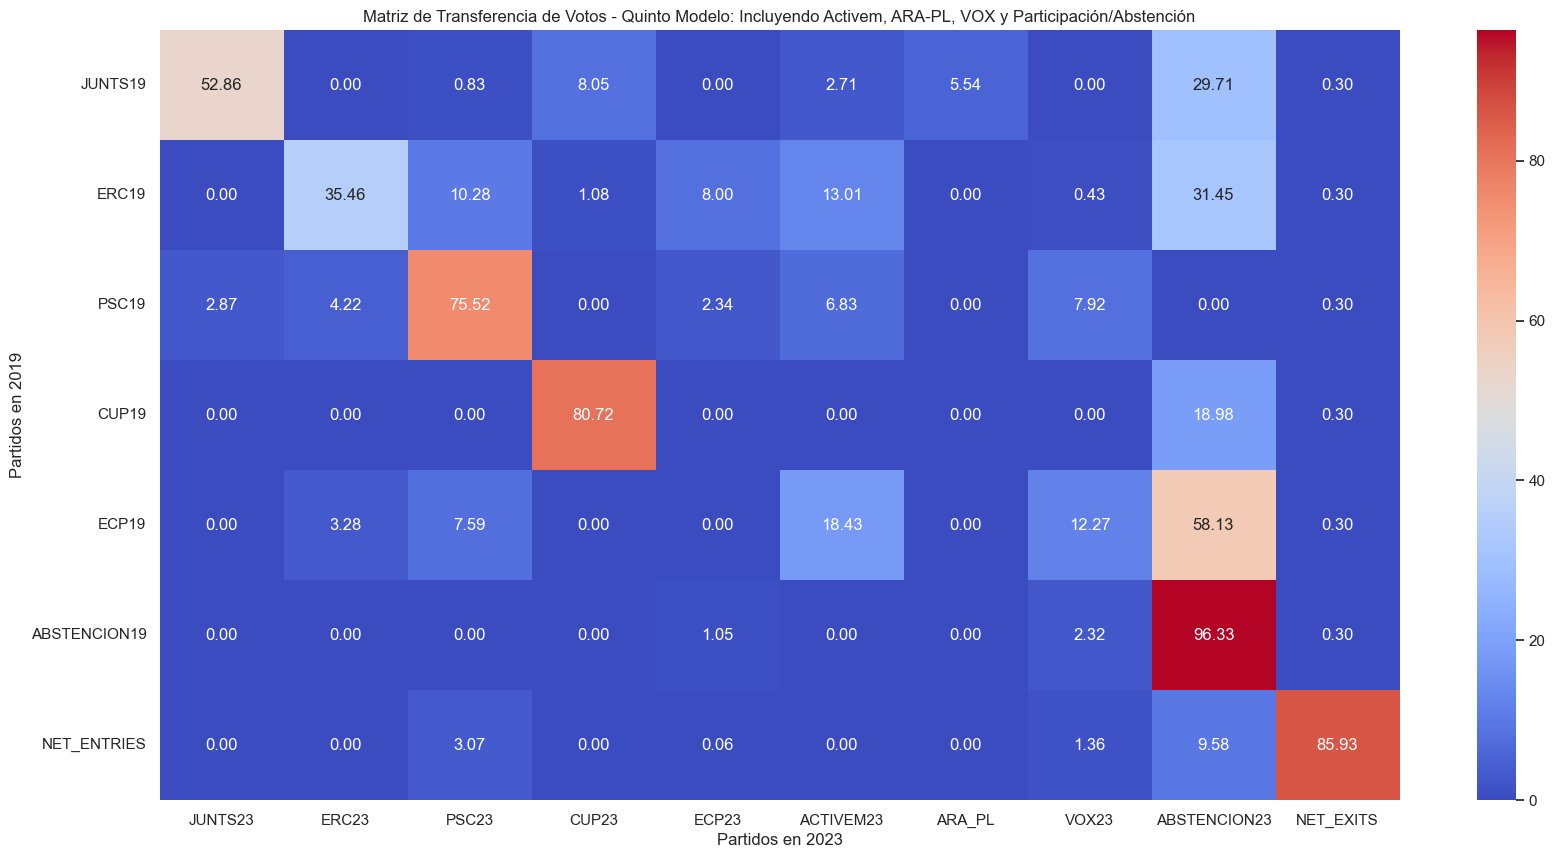 Matriz de Transferencia de Votos - Quinto Modelo: Incluyendo Activem, ARA-PL, VOX y Participación/Abstención
Partidos en 2019
JUNTS19 52.86 0.00 0.83 8.05 0.00 2.71 5.54 0.00 29.71 0.30
ERC19 0.00 35.46 10.28 1.08 8.00 13.01 0.00 0.43 31.45 0.30
PSC19 2.87 4.22 75.52 0.00 2.34 6.83 0.00 7.92 0.00 0.30
CUP19 0.00 0.00 0.00 80.72 0.00 0.00 0.00 0.00 18.98 0.30
ECP19 0.00 3.28 7.59 0.00 0.00 18.43 0.00 12.27 58.13 0.30
ABSTENCION19 0.00 0.00 0.00 0.00 1.05 0.00 0.00 2.32 96.33 0.30
NET_ENTRIES 0.00 0.00 3.07 0.00 0.06 0.00 0.00 1.36 9.58 85.93
JUNTS23 ERC23 PSC23 CUP23 ECP23 ACTIVEM23 ARA_PL VOX23 ABSTENCION23 NET_EXITS
Partidos en 2023
80
60
40
20
0